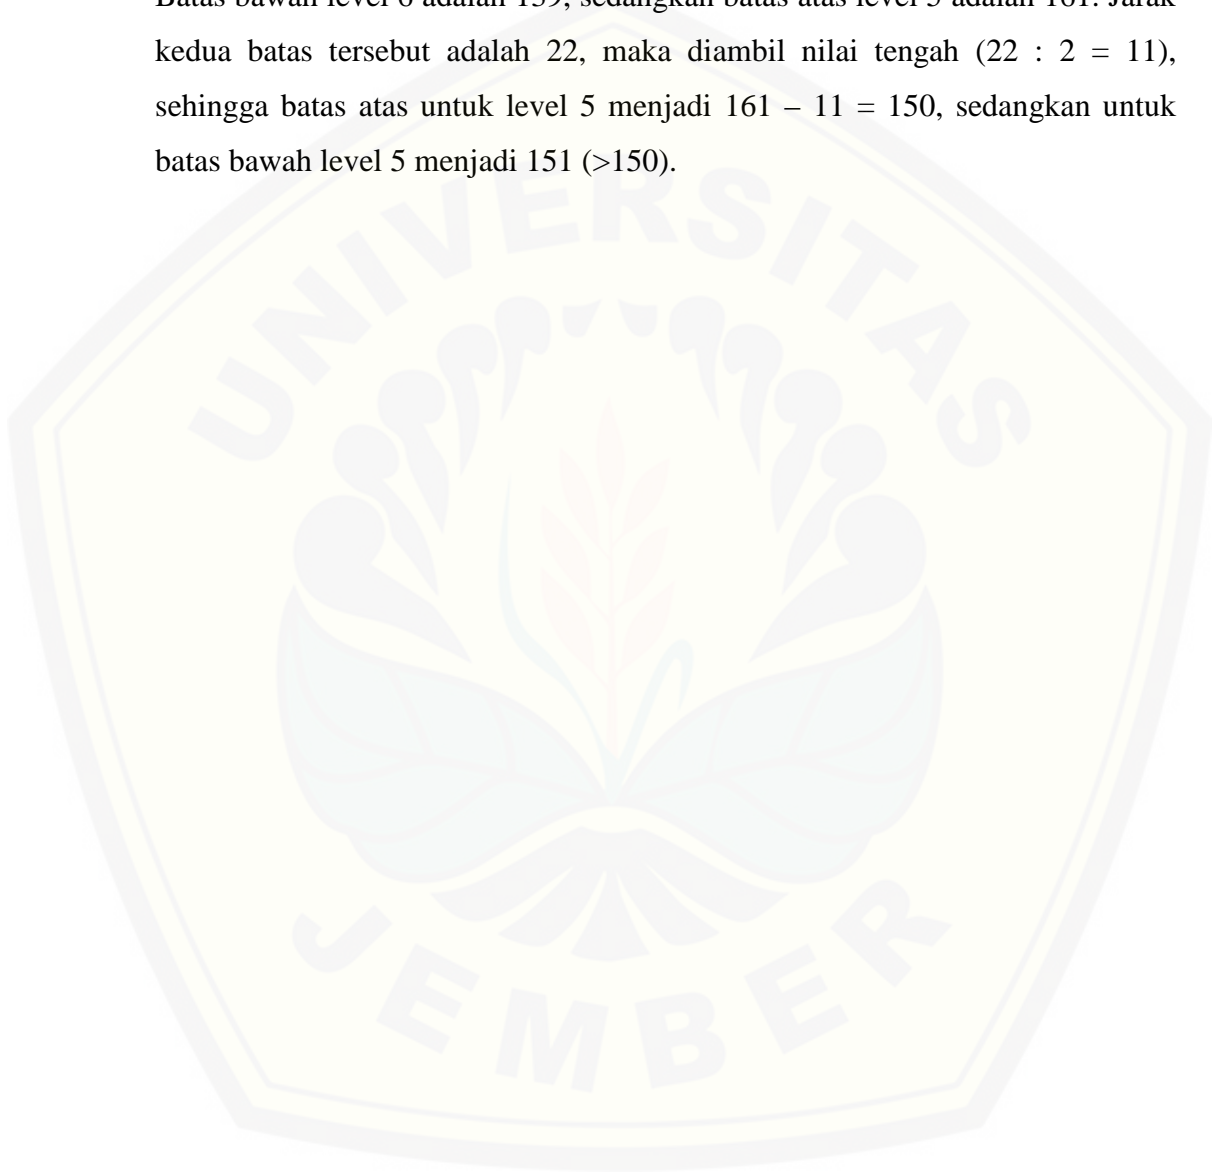 Batas bawah level 6 adalah 139, sedangkan batas atas level 5 adalah 161. Jarak
kedua batas tersebut adalah 22, maka diambil nilai tengah (22 : 2 = 11),
sehingga batas atas untuk level 5 menjadi 161 – 11 = 150, sedangkan untuk
batas bawah level 5 menjadi 151 (>150).
UNIVERSITAS
JEMBER